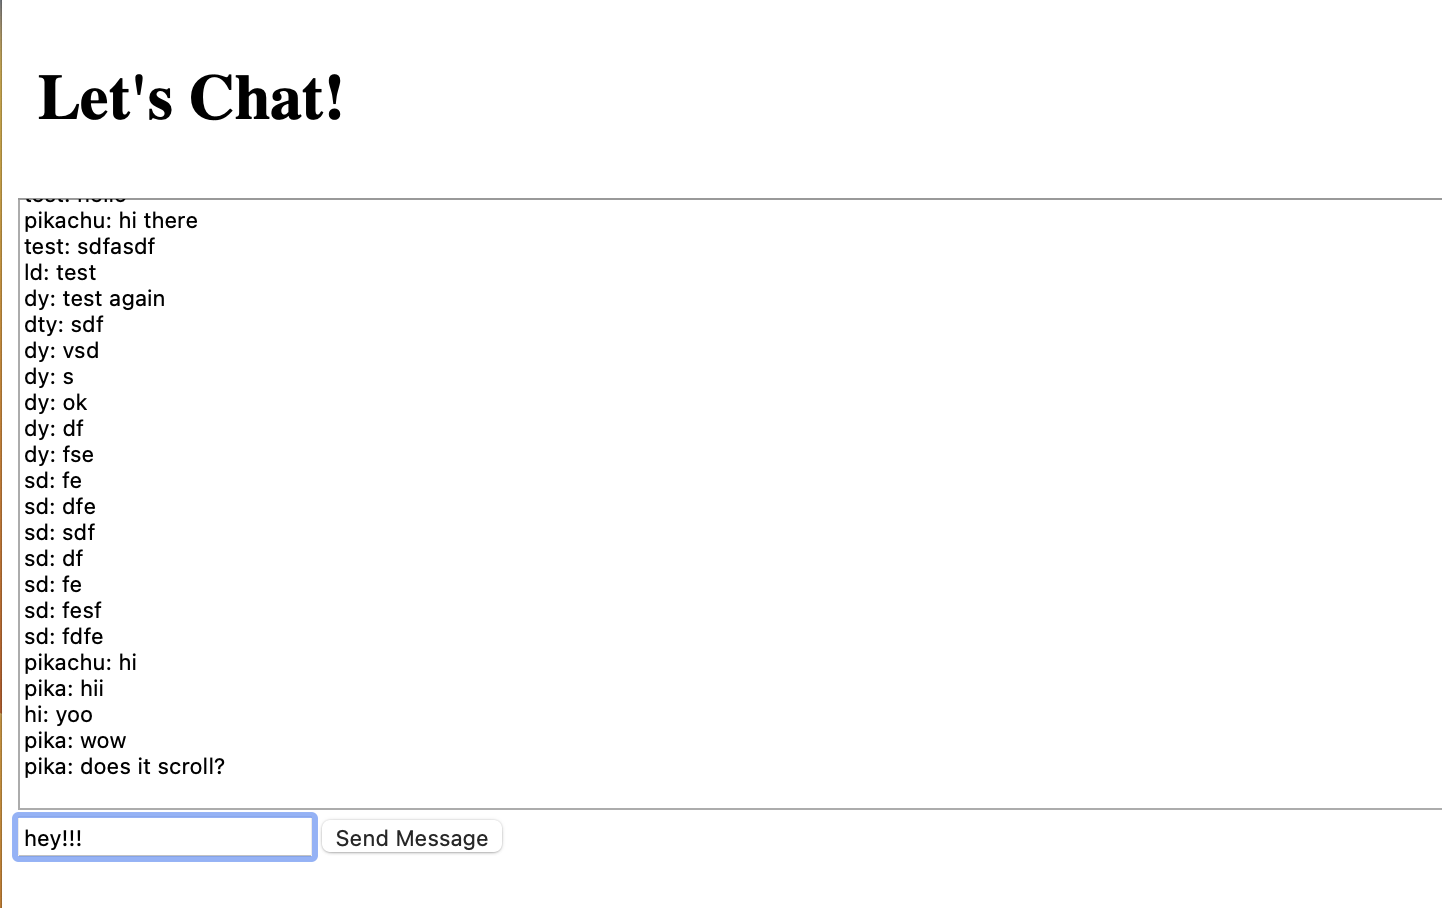 Let's Chat!
pikachu: hi there
test: sdfasdf
ld: test
dy: test again
dty: sdf
dy: vsd
dy: s
dy: ok
dy: df
dy: fse
sd: fe
sd: dfe
sd: sdf
sd: df
sd: fe
sd: fesf
sd: fdfe
pikachu: hi
pika: hii
hi: yoo
pika: wow
pika: does it scroll?
hey!!! Send Message